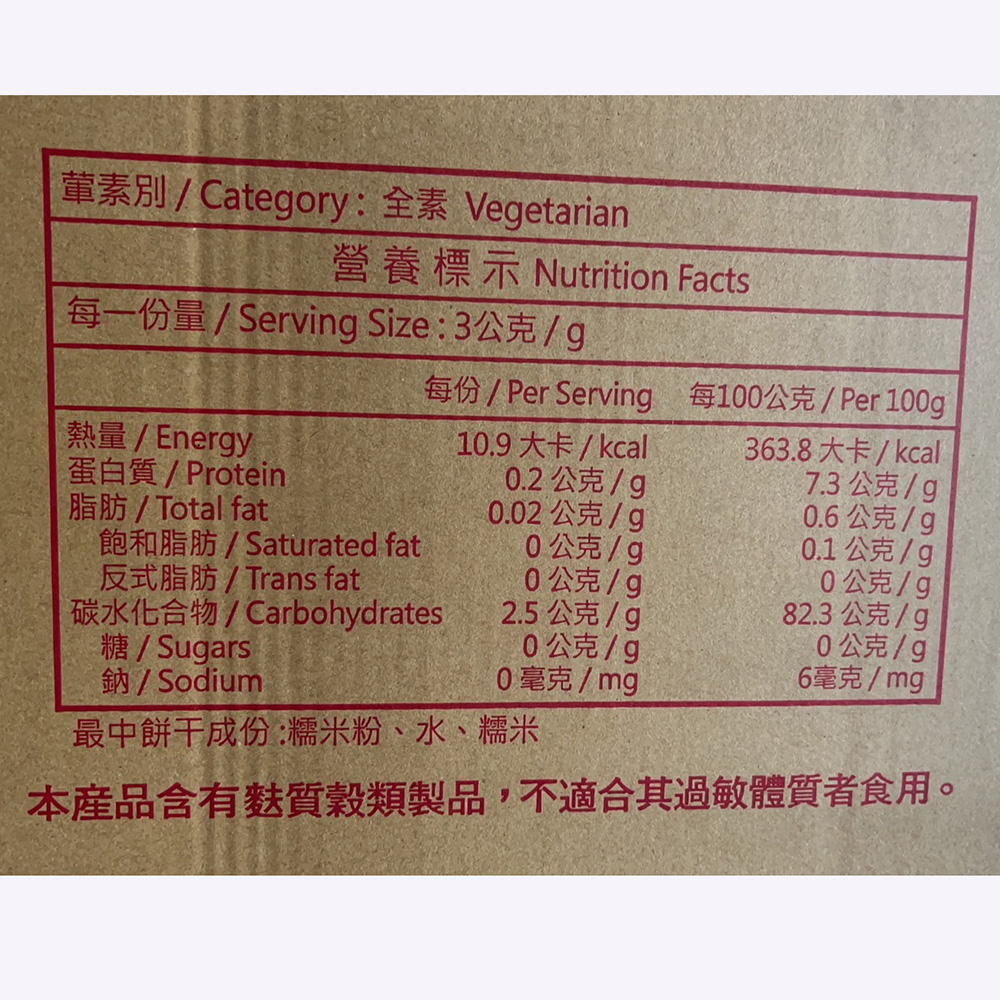 葷素別 / Category : 全素 Vegetarian
營養標示 Nutrition Facts
每一份量 / Serving Size : 3公克 / g
每份 / Per Serving 每100公克 / Per 100g
熱量 / Energy 10.9 大卡 / kcal 363.8 大卡 / kcal
蛋白質 / Protein 0.2 公克 / g 7.3 公克 / g
脂肪 / Total fat 0.02 公克 / g 0.6 公克 / g
飽和脂肪 / Saturated fat 0 公克 / g 0.1 公克 / g
反式脂肪 / Trans fat 0 公克 / g 0 公克 / g
碳水化合物 / Carbohydrates 2.5 公克 / g 82.3 公克 / g
糖 / Sugars 0 公克 / g 0 公克 / g
鈉 / Sodium 0 毫克 / mg 6毫克 / mg
最中餅干成份:糯米粉、水、糯米
本產品含有麩質穀類製品，不適合其過敏體質者食用。